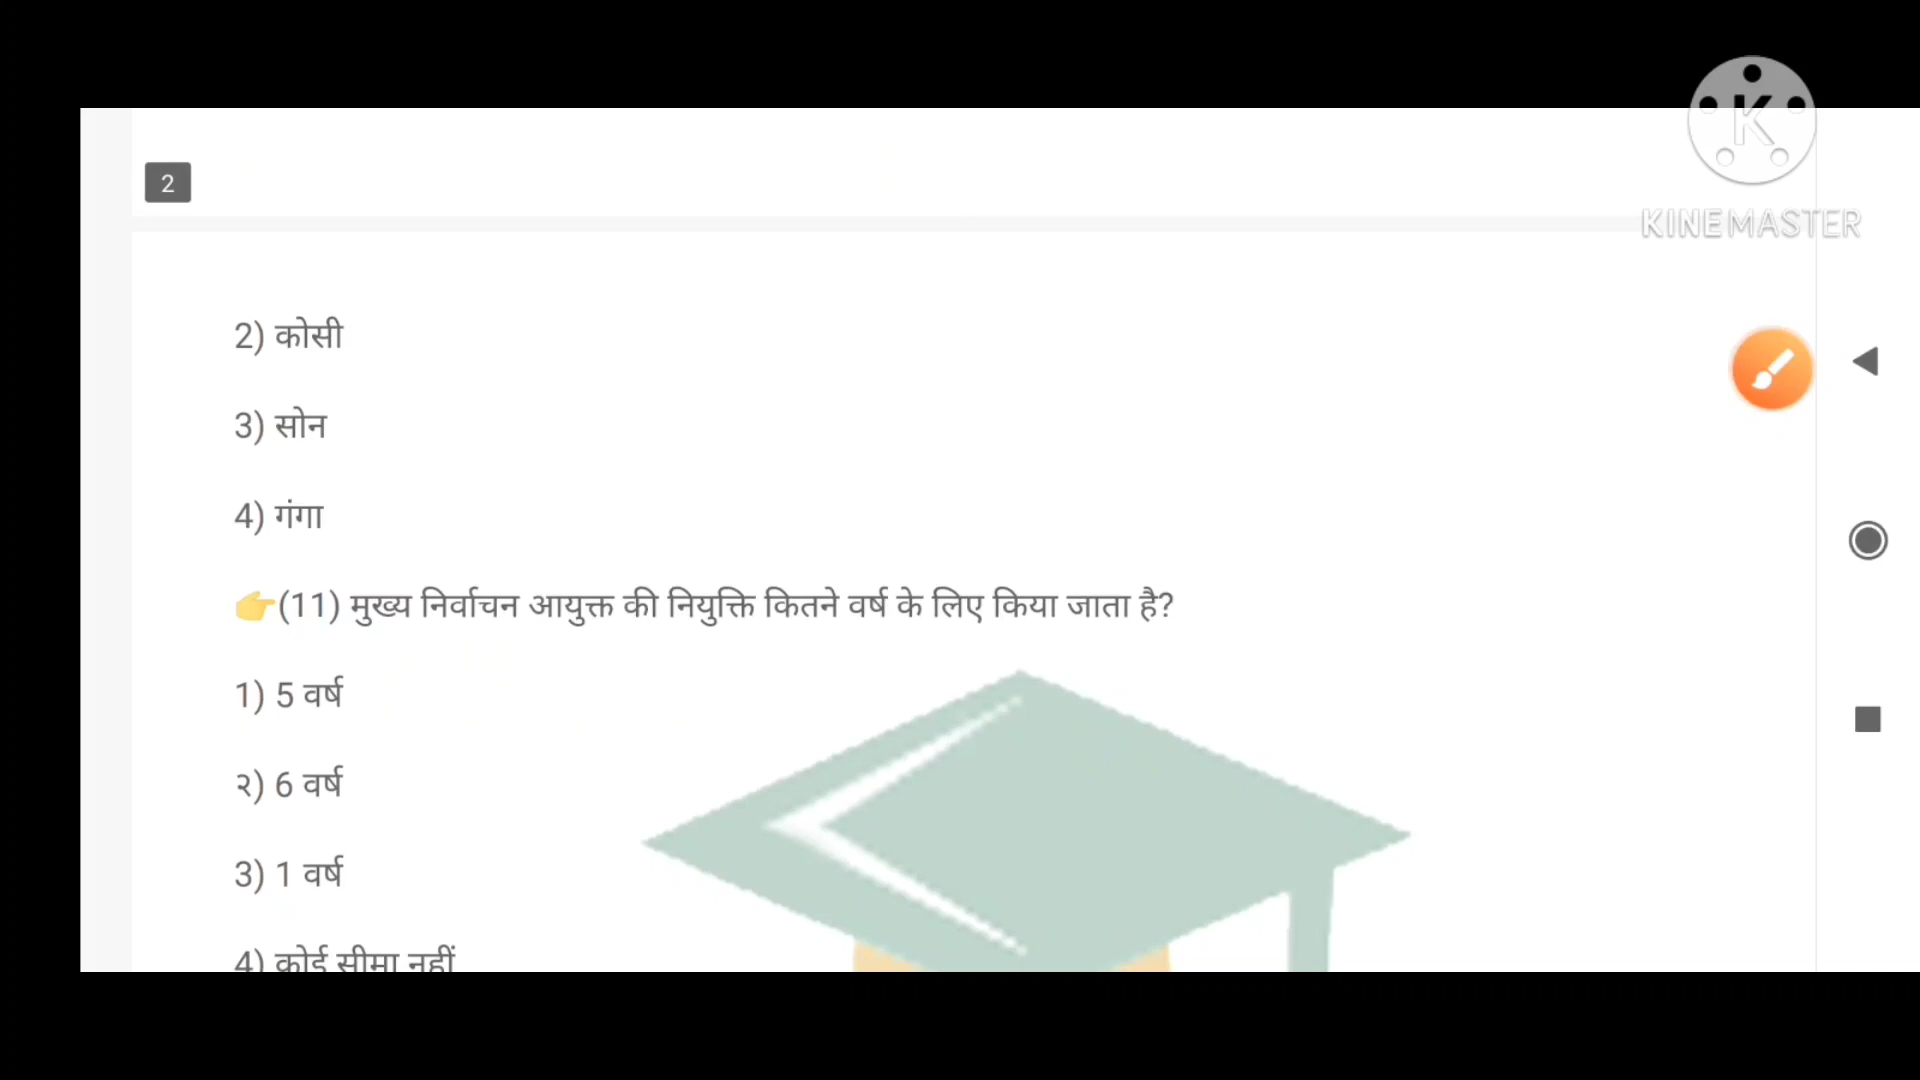 K
KINEMASTER
2
2) कोसी
3) सोन
4) गंगा
👉(11) मुख्य निर्वाचन आयुक्त की नियुक्ति कितने वर्ष के लिए किया जाता है?
1) 5 वर्ष
२) 6 वर्ष
3) 1 वर्ष
4) कोई सीमा नहीं